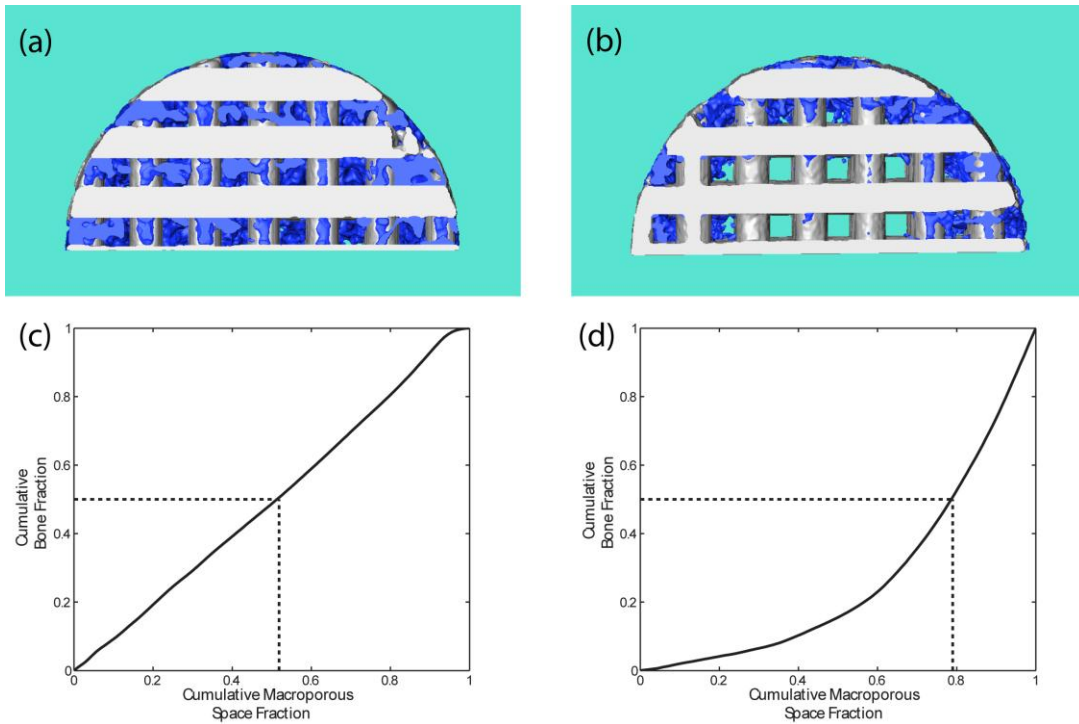 (a)
(b)
(c)
1
0.8
0.6
0.4
0.2
0
Cumulative
Bone Fraction
0 0.2 0.4 0.6 0.8 1
Cumulative Macroporous
Space Fraction
(d)
1
0.8
0.6
0.4
0.2
0
Cumulative
Bone Fraction
0 0.2 0.4 0.6 0.8 1
Cumulative Macroporous
Space Fraction